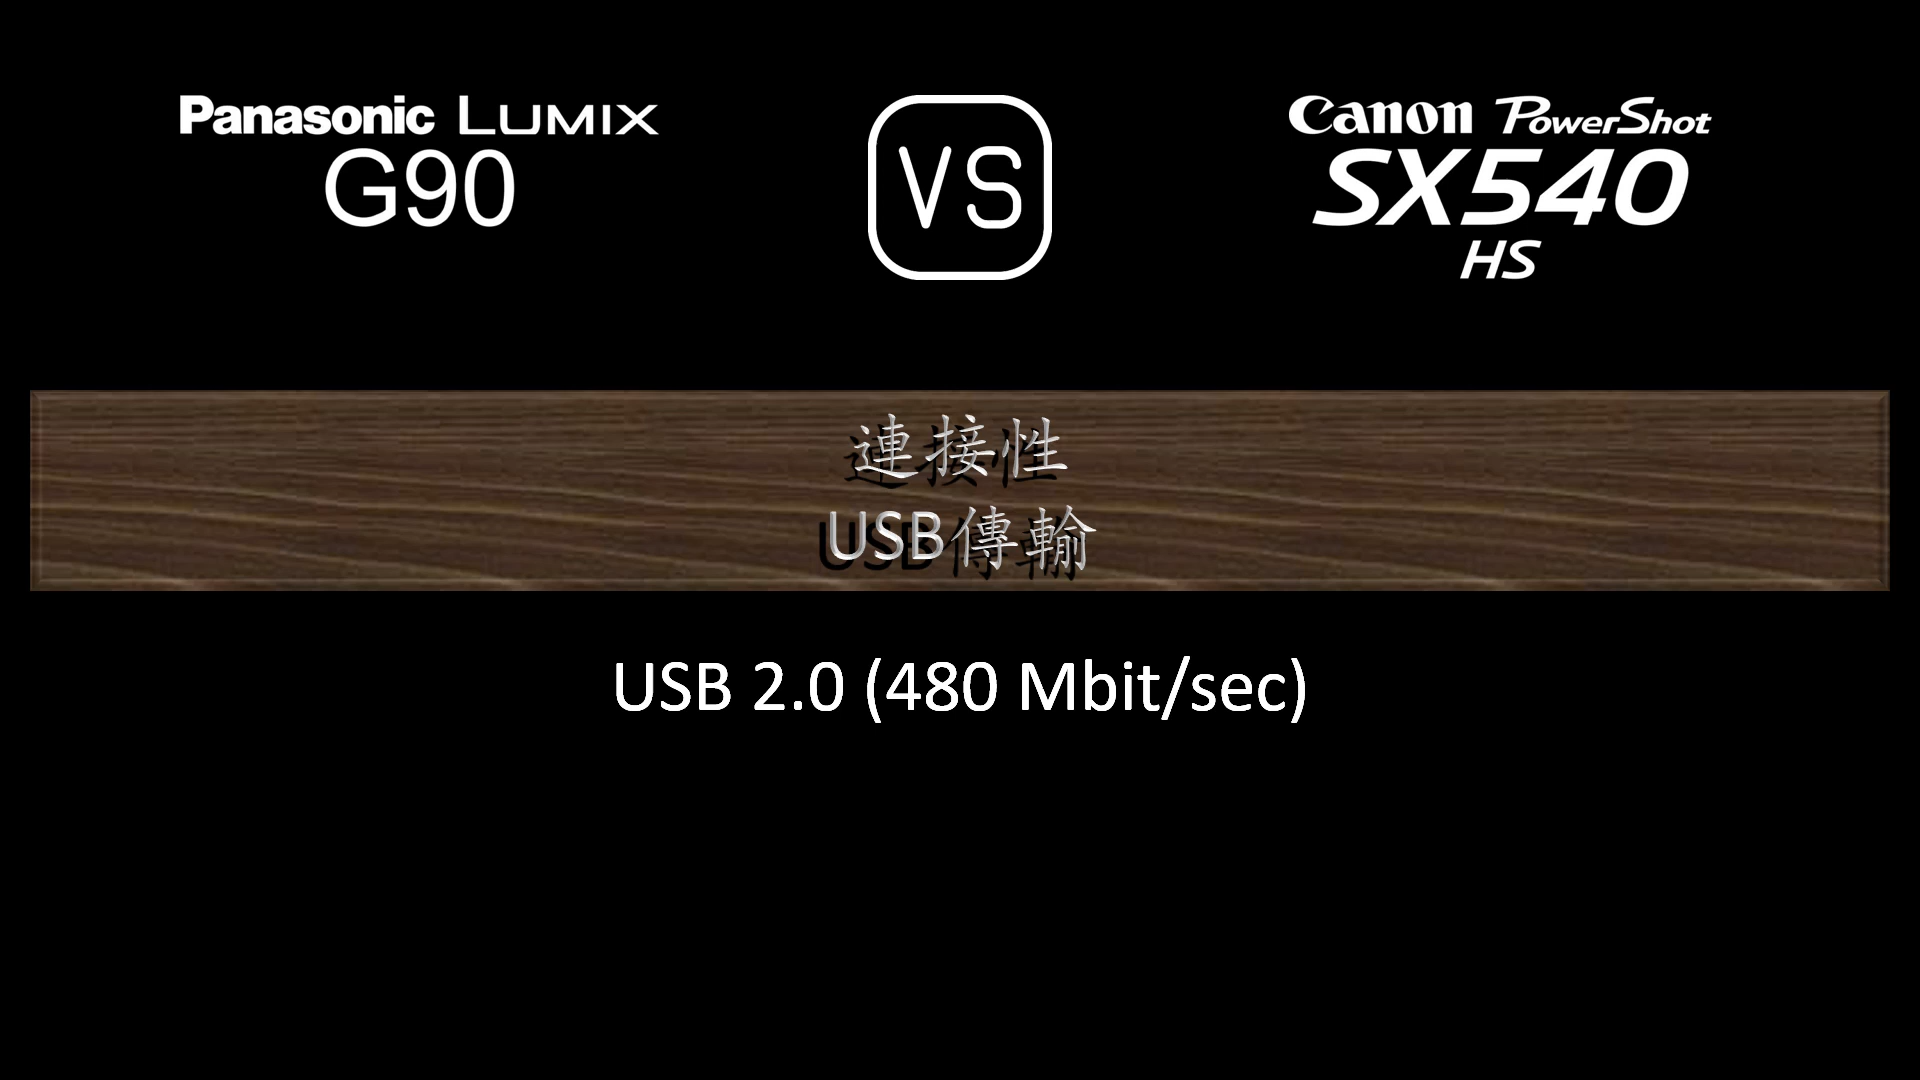 Panasonic LUMIX
G90
VS
Canon PowerShot
SX540
HS
連接性
USB傳輸
USB 2.0 (480 Mbit/sec)